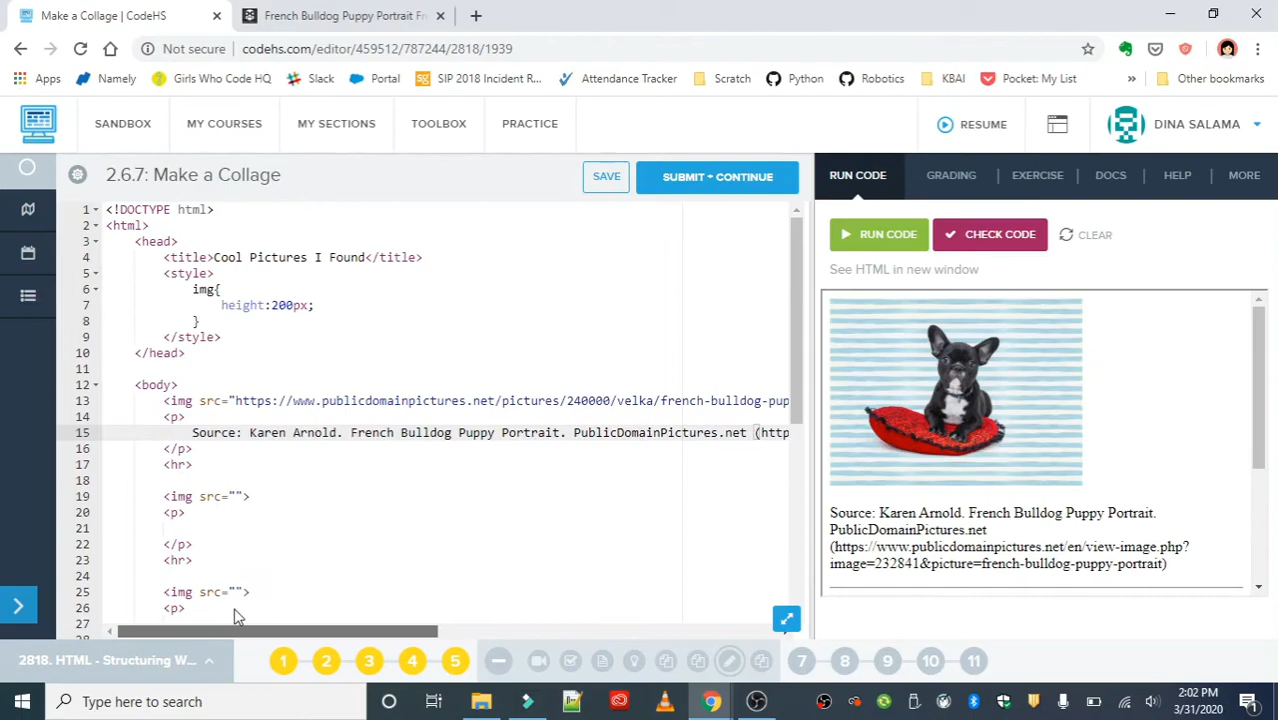 Make a Collage | CodeHS
French Bulldog Puppy Portrait Fr
Not secure
codehs.com/editor/459512/787244/2818/1939
Apps
Namely
Girls Who Code HQ
Slack
Portal
SIP 2018 Incident R...
Attendance Tracker
Scratch
Python
Robotics
KBAI
Pocket: My List
»
Other bookmarks
SANDBOX
MY COURSES
MY SECTIONS
TOOLBOX
PRACTICE
RESUME
DINA SALAMA
2.6.7: Make a Collage
SAVE
SUBMIT + CONTINUE
RUN CODE
GRADING
EXERCISE
DOCS
HELP
MORE
1 <!DOCTYPE html>
2 <html>
3 <head>
4 <title>Cool Pictures I Found</title>
5 <style>
6 img{
7 height:200px;
8 }
9 </style>
10 </head>
11
12 <body>
13 <img src="https://www.publicdomainpictures.net/pictures/240000/velka/french-bulldog-pup
14 <p>
15 Source: Karen Arnold. French Bulldog Puppy Portrait. PublicDomainPictures.net (http
16 </p>
17 <hr>
18
19 <img src="">
20 <p>
21
22 </p>
23 <hr>
24
25 <img src="">
26 <p>
27
28
RUN CODE
CHECK CODE
CLEAR
See HTML in new window
Source: Karen Arnold. French Bulldog Puppy Portrait.
PublicDomainPictures.net
(https://www.publicdomainpictures.net/en/view-image.php?
image=232841&picture=french-bulldog-puppy-portrait)
2818. HTML - Structuring W...
1
2
3
4
5
7
8
9
10
11
Type here to search
2:02 PM
3/31/2020